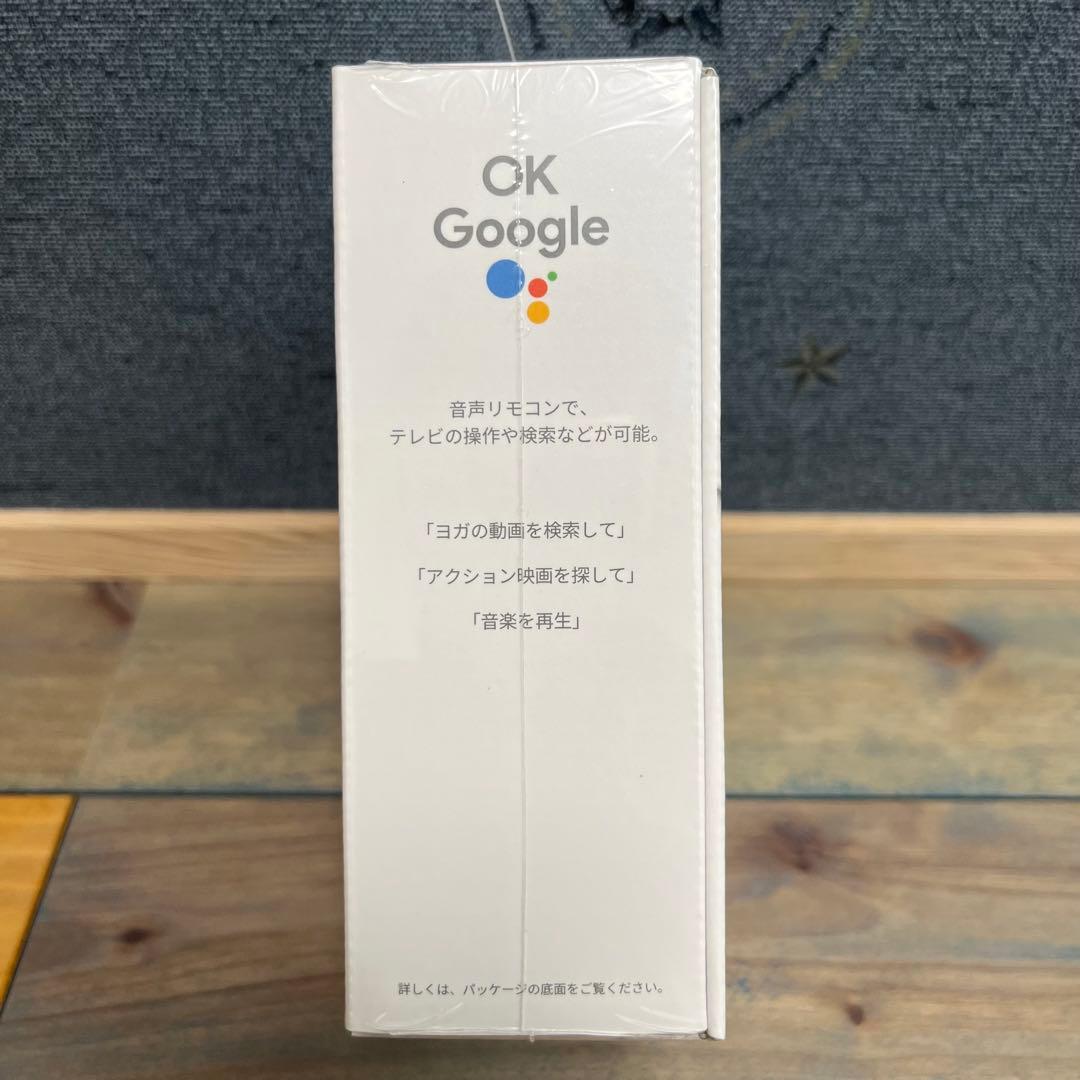 OK
Google
音声リモコンで、
テレビの操作や検索などが可能。
「ヨガの動画を検索して」
「アクション映画を探して」
「音楽を再生」
詳しくは、パッケージの底面をご覧ください。